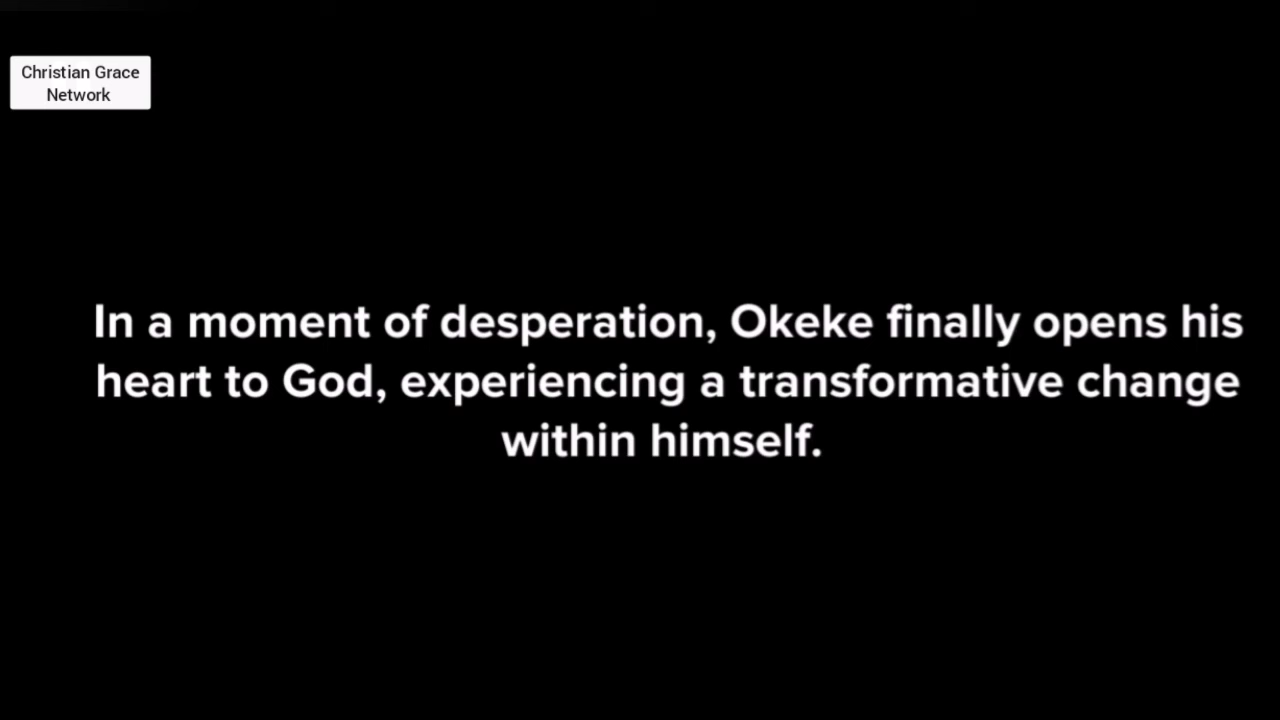 Christian Grace
Network
In a moment of desperation, Okeke finally opens his
heart to God, experiencing a transformative change
within himself.